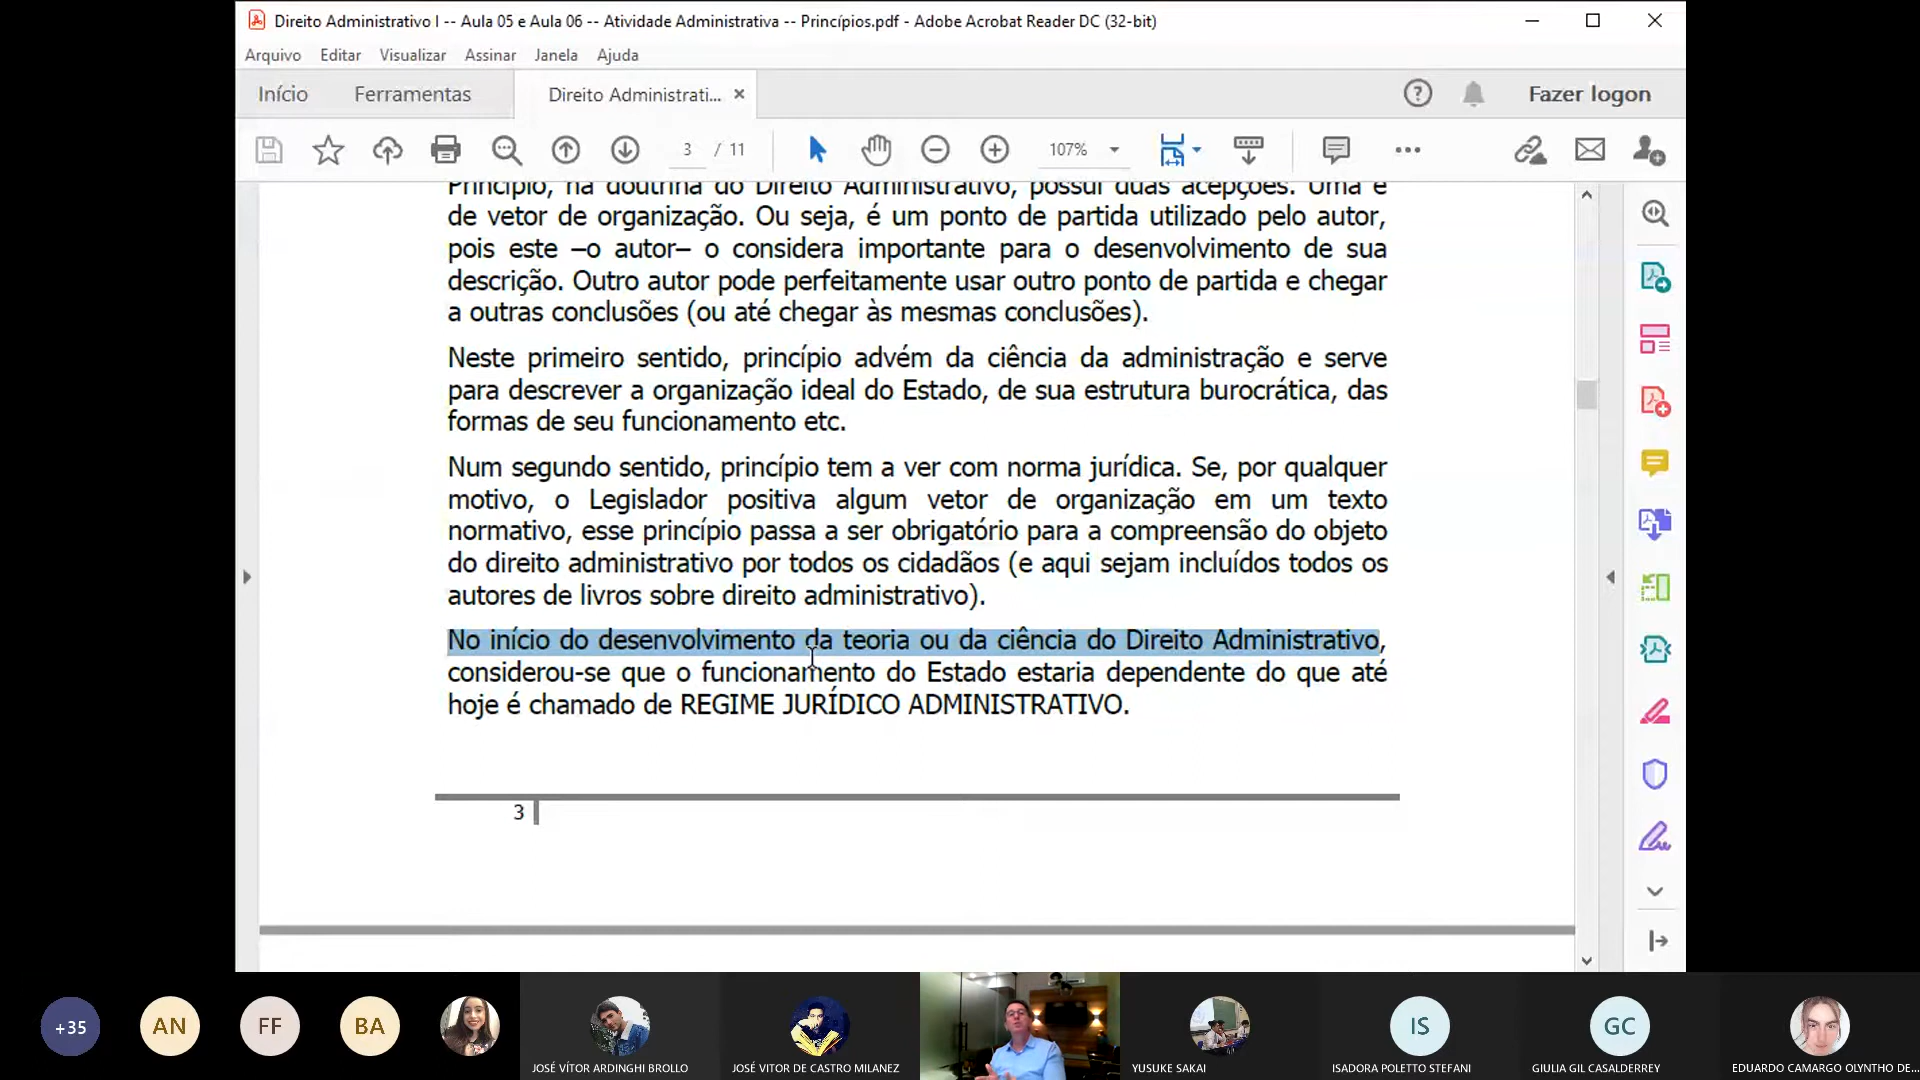 Direito Administrativo I -- Aula 05 e Aula 06 -- Atividade Administrativa -- Princípios.pdf - Adobe Acrobat Reader DC (32-bit)
Arquivo Editar Visualizar Assinar Janela Ajuda
Início Ferramentas Direito Administrati... Fazer logon
3 / 11 107%
Princípio, na doutrina do Direito Administrativo, possui duas acepções. Uma é
de vetor de organização. Ou seja, é um ponto de partida utilizado pelo autor,
pois este –o autor– o considera importante para o desenvolvimento de sua
descrição. Outro autor pode perfeitamente usar outro ponto de partida e chegar
a outras conclusões (ou até chegar às mesmas conclusões).
Neste primeiro sentido, princípio advém da ciência da administração e serve
para descrever a organização ideal do Estado, de sua estrutura burocrática, das
formas de seu funcionamento etc.
Num segundo sentido, princípio tem a ver com norma jurídica. Se, por qualquer
motivo, o Legislador positiva algum vetor de organização em um texto
normativo, esse princípio passa a ser obrigatório para a compreensão do objeto
do direito administrativo por todos os cidadãos (e aqui sejam incluídos todos os
autores de livros sobre direito administrativo).
No início do desenvolvimento da teoria ou da ciência do Direito Administrativo,
considerou-se que o funcionamento do Estado estaria dependente do que até
hoje é chamado de REGIME JURÍDICO ADMINISTRATIVO.
3
+35 AN FF BA IS GC
JOSÉ VÍTOR ARDINGHI BROLLO JOSÉ VITOR DE CASTRO MILANEZ YUSUKE SAKAI ISADORA POLETTO STEFANI GIULIA GIL CASALDERREY EDUARDO CAMARGO OLYNTHO DE...